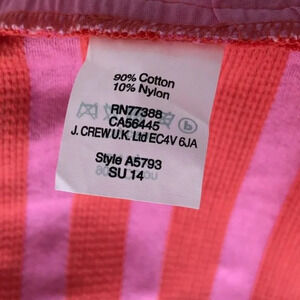 90% Cotton
10% Nylon
RN77388
CA56445
J. CREW U.K. Ltd EC4V 6JA
Style A5793
SU 14